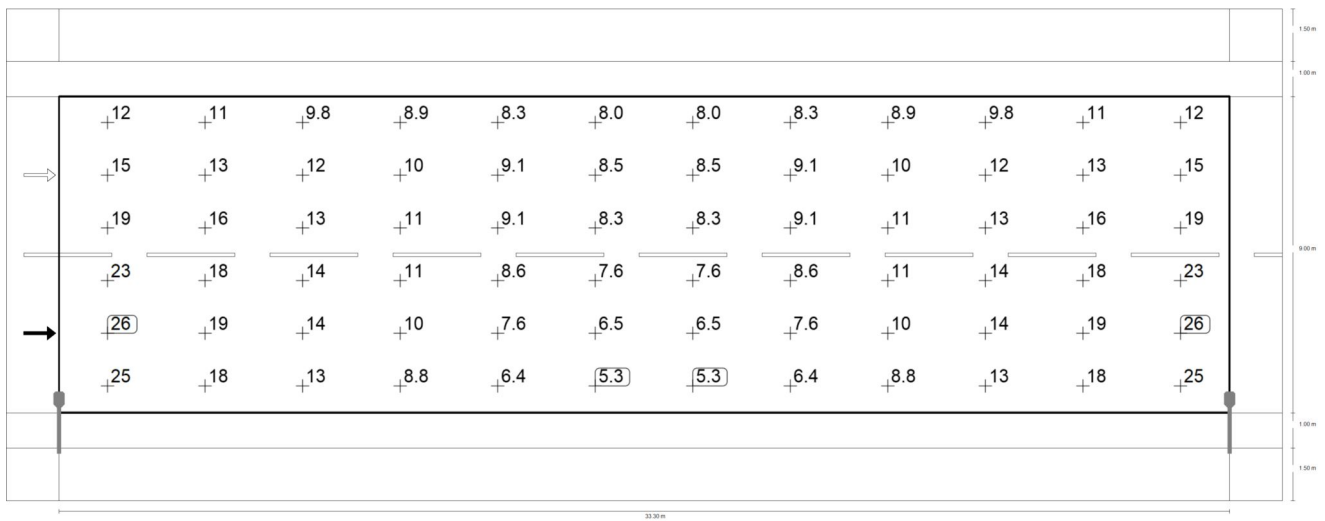 1.50 m
1.00 m
12 11 9.8 8.9 8.3 8.0 8.0 8.3 8.9 9.8 11 12
15 13 12 10 9.1 8.5 8.5 9.1 10 12 13 15
19 16 13 11 9.1 8.3 8.3 9.1 11 13 16 19
9.00 m
23 18 14 11 8.6 7.6 7.6 8.6 11 14 18 23
26 19 14 10 7.6 6.5 6.5 7.6 10 14 19 26
25 18 13 8.8 6.4 5.3 5.3 6.4 8.8 13 18 25
1.00 m
1.50 m
33.30 m